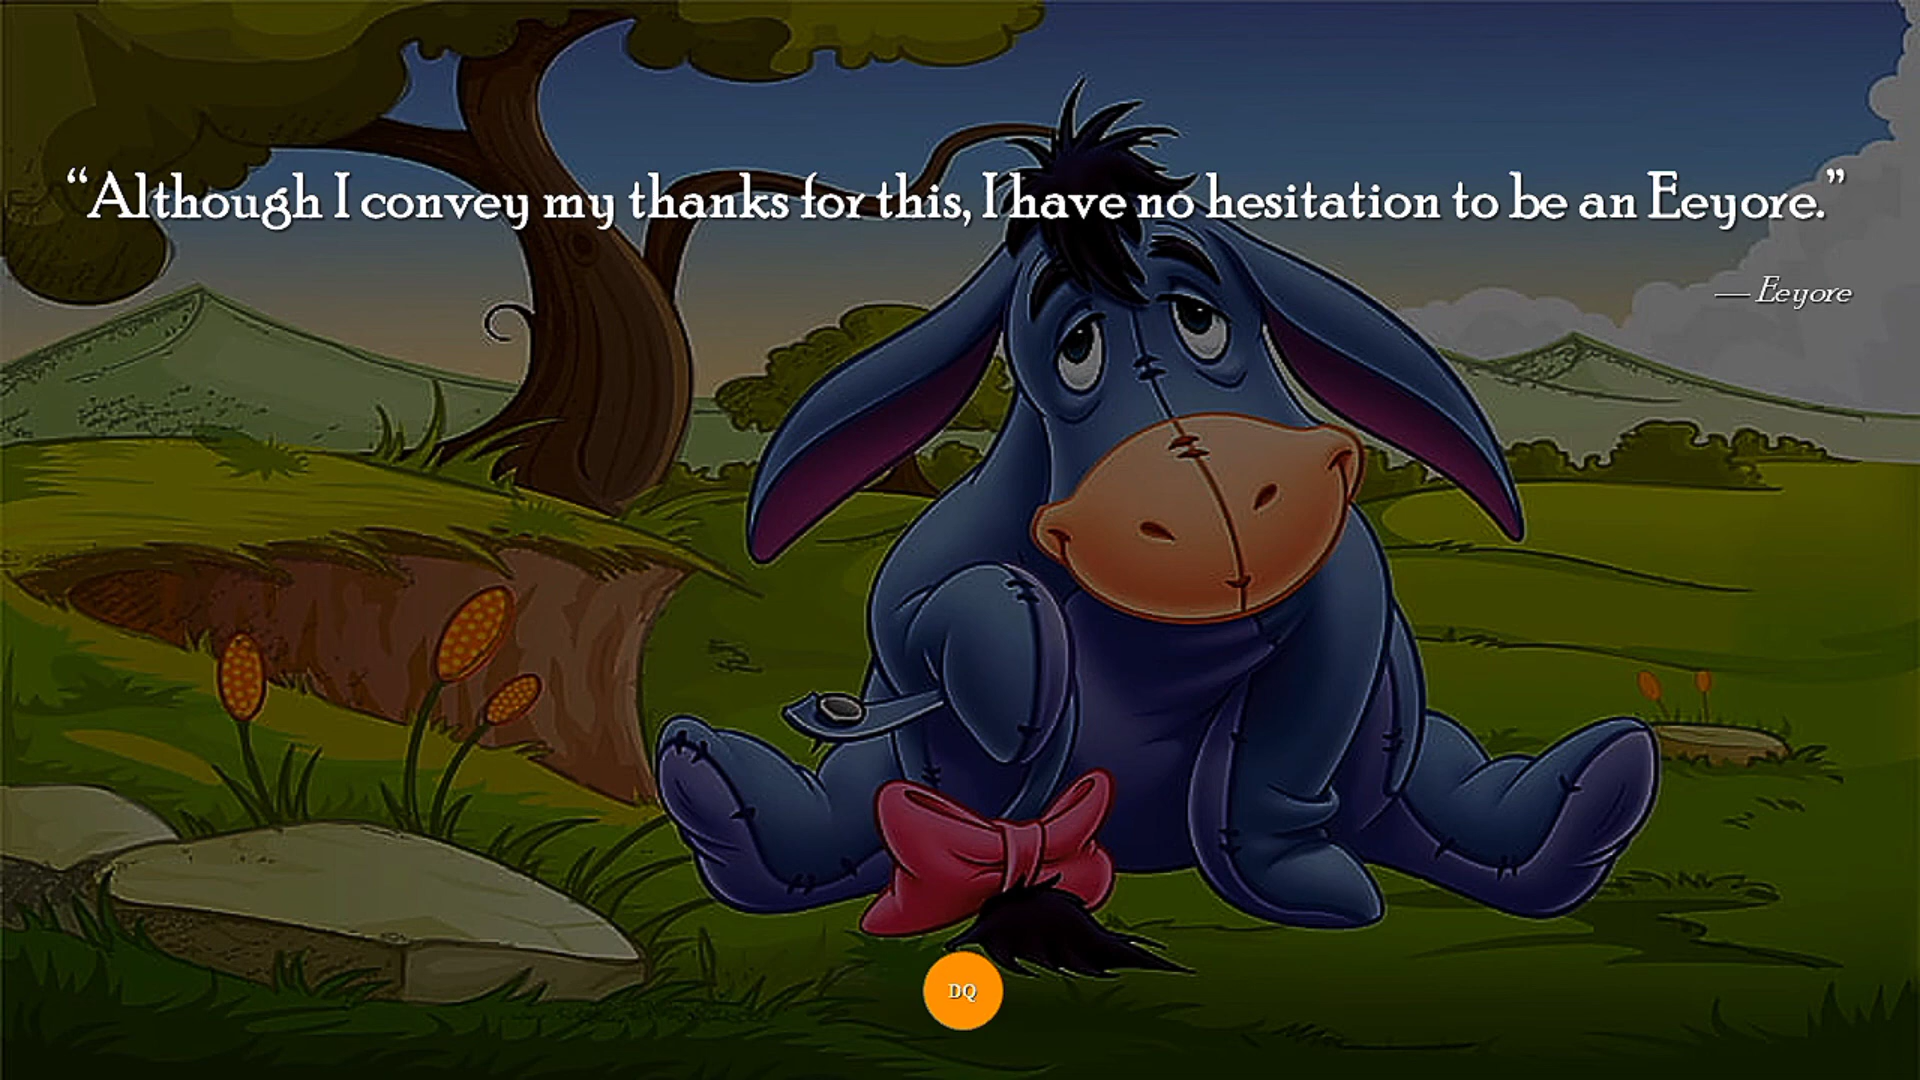 “Although I convey my thanks for this, I have no hesitation to be an Eeyore.”
— Eeyore
DQ